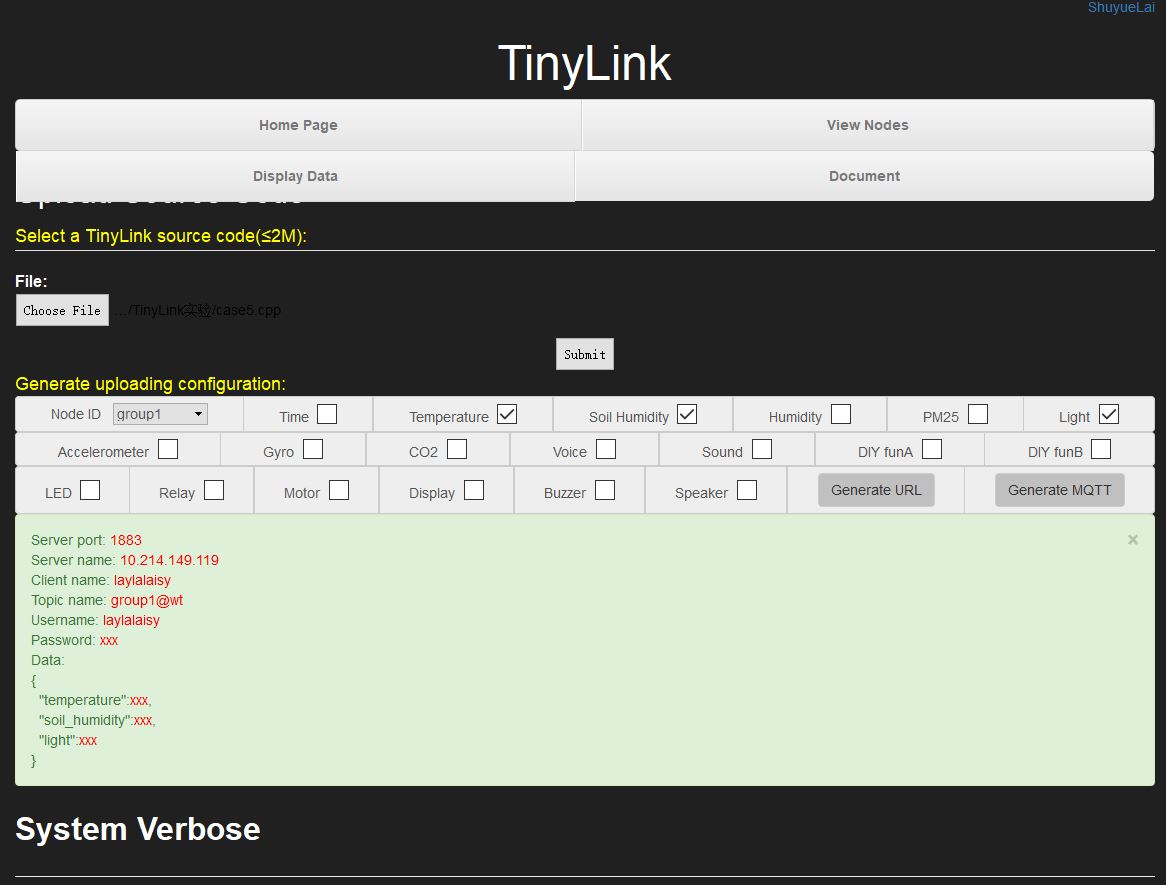 ShuyueLai
TinyLink
Home Page View Nodes
Display Data Document
Upload Source Code
Select a TinyLink source code(≤2M):
File:
Choose File .../TinyLink实验/case5.cpp
Submit
Generate uploading configuration:
Node ID group1 Time Temperature Soil Humidity Humidity PM25 Light
Accelerometer Gyro CO2 Voice Sound DIY funA DIY funB
LED Relay Motor Display Buzzer Speaker Generate URL Generate MQTT
Server port: 1883 ×
Server name: 10.214.149.119
Client name: laylalaisy
Topic name: group1@wt
Username: laylalaisy
Password: xxx
Data:
{
"temperature":xxx,
"soil_humidity":xxx,
"light":xxx
}
System Verbose